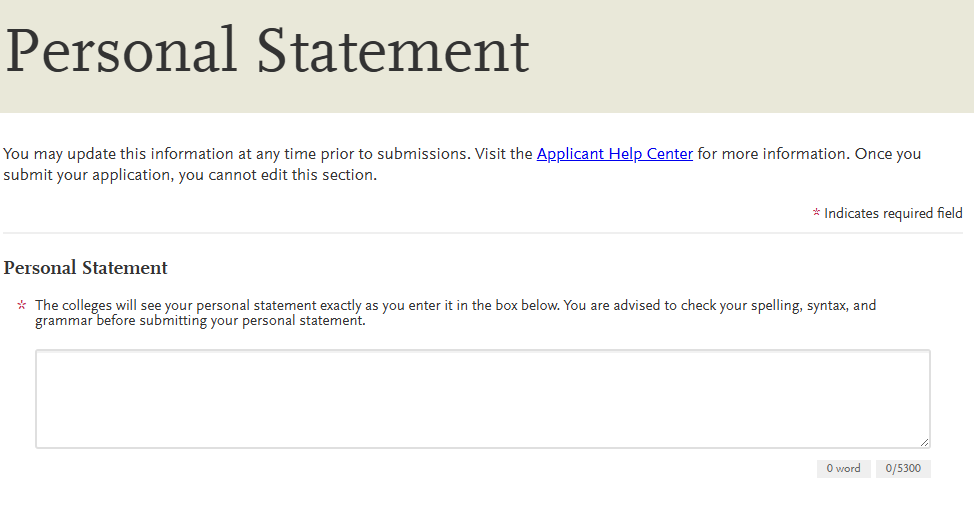 Personal Statement
You may update this information at any time prior to submissions. Visit the Applicant Help Center for more information. Once you
submit your application, you cannot edit this section.
* Indicates required field
Personal Statement
* The colleges will see your personal statement exactly as you enter it in the box below. You are advised to check your spelling, syntax, and
grammar before submitting your personal statement.
0 word 0/5300